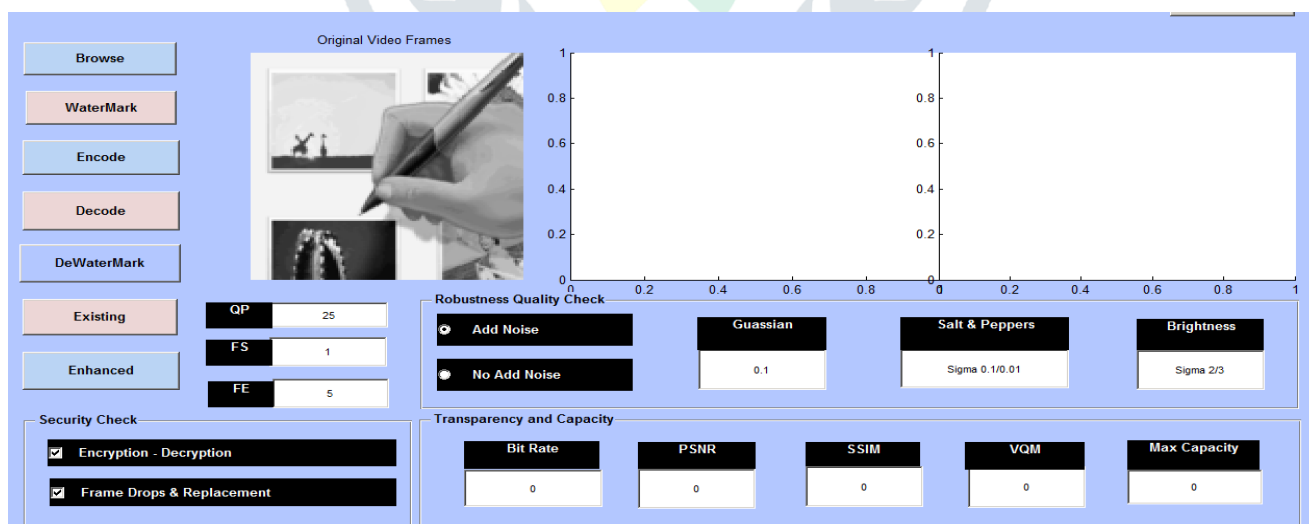 Original Video Frames
Browse
WaterMark
Encode
Decode
DeWaterMark
Existing
Enhanced
1
0.8
0.6
0.4
0.2
0
0 0.2 0.4 0.6 0.8
1
0.8
0.6
0.4
0.2
0
0 0.2 0.4 0.6 0.8 1
QP 25
FS 1
FE 5
Robustness Quality Check
Add Noise
No Add Noise
Guassian
0.1
Salt & Peppers
Sigma 0.1/0.01
Brightness
Sigma 2/3
Security Check
Encryption - Decryption
Frame Drops & Replacement
Transparency and Capacity
Bit Rate PSNR SSIM VQM Max Capacity
0 0 0 0 0